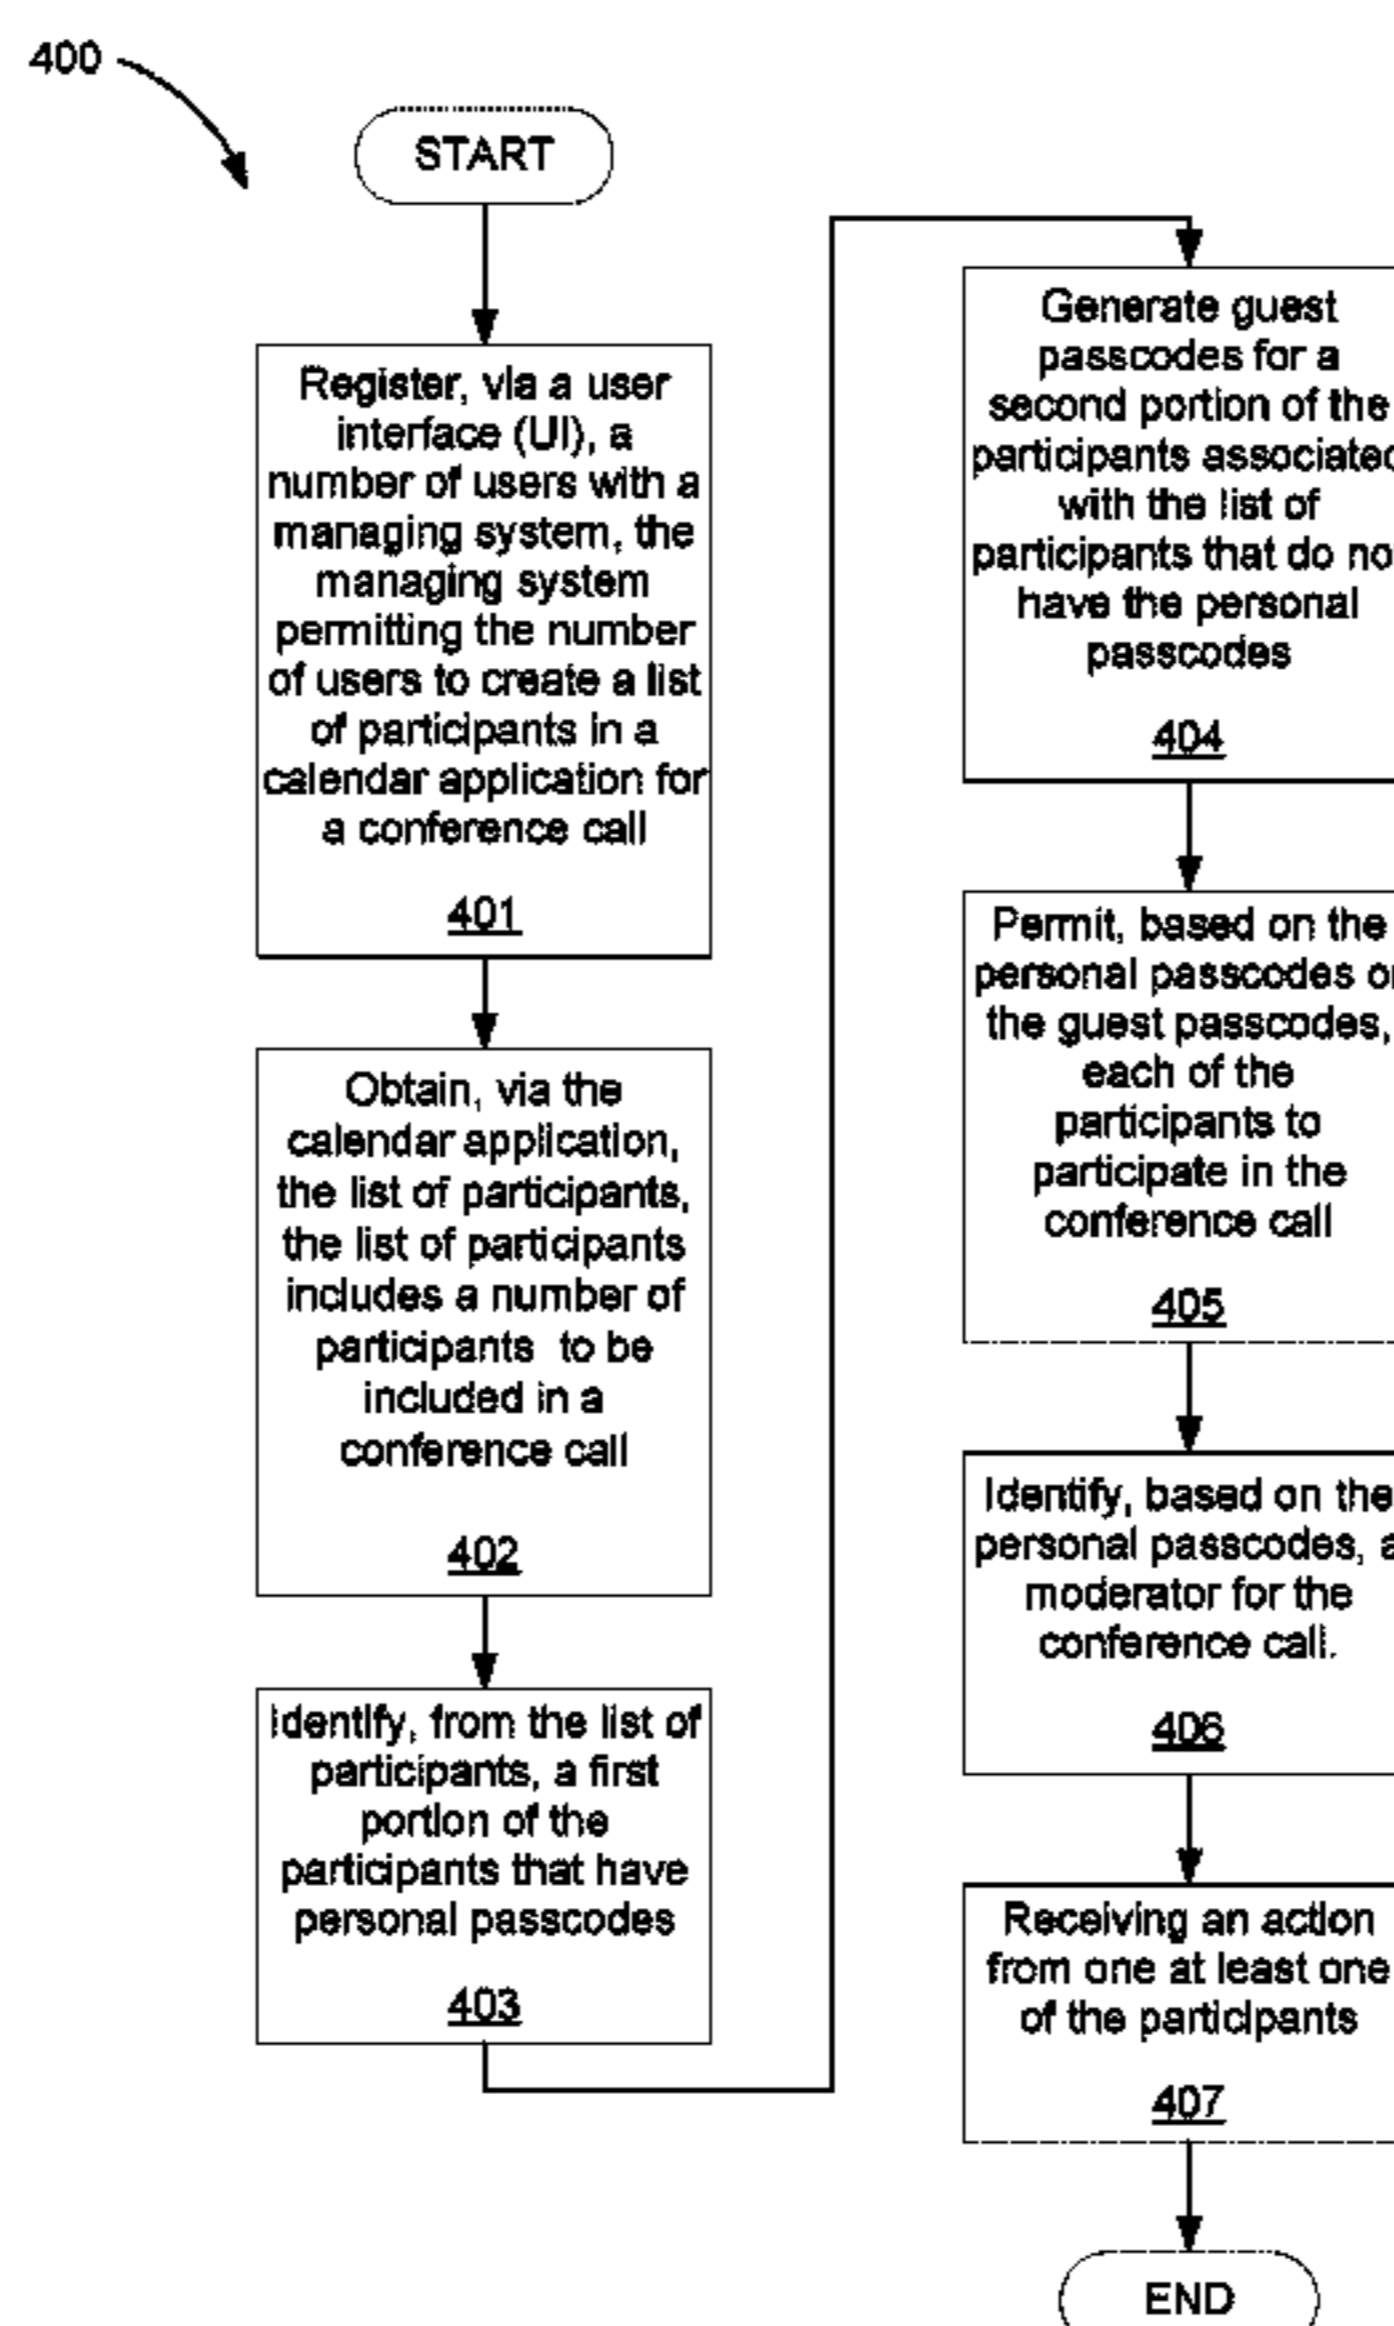 400
START
Register, via a user
interface (UI), a
number of users with a
managing system, the
managing system
permitting the number
of users to create a list
of participants in a
calendar application for
a conference call
401
Obtain, via the
calendar application,
the list of participants,
the list of participants
includes a number of
participants to be
included in a
conference call
402
Identify, from the list of
participants, a first
portion of the
participants that have
personal passcodes
403
Generate guest
passcodes for a
second portion of the
participants associated
with the list of
participants that do not
have the personal
passcodes
404
Permit, based on the
personal passcodes or
the guest passcodes,
each of the
participants to
participate in the
conference call
405
Identify, based on the
personal passcodes, a
moderator for the
conference call.
406
Receiving an action
from one at least one
of the participants
407
END